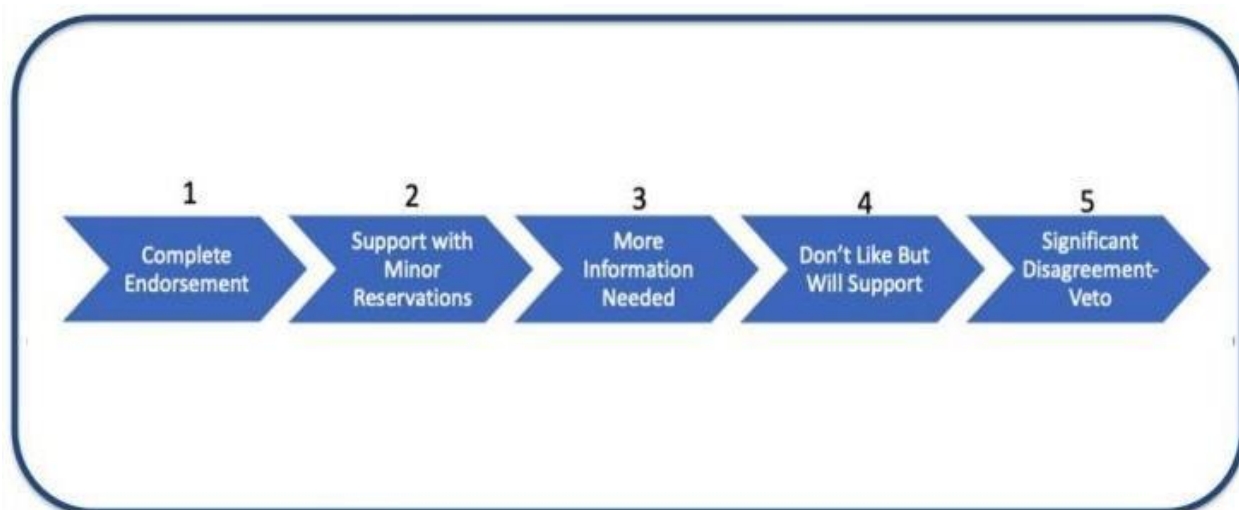 1
Complete
Endorsement
2
Support with
Minor
Reservations
3
More
Information
Needed
4
Don't Like But
Will Support
5
Significant
Disagreement-
Veto